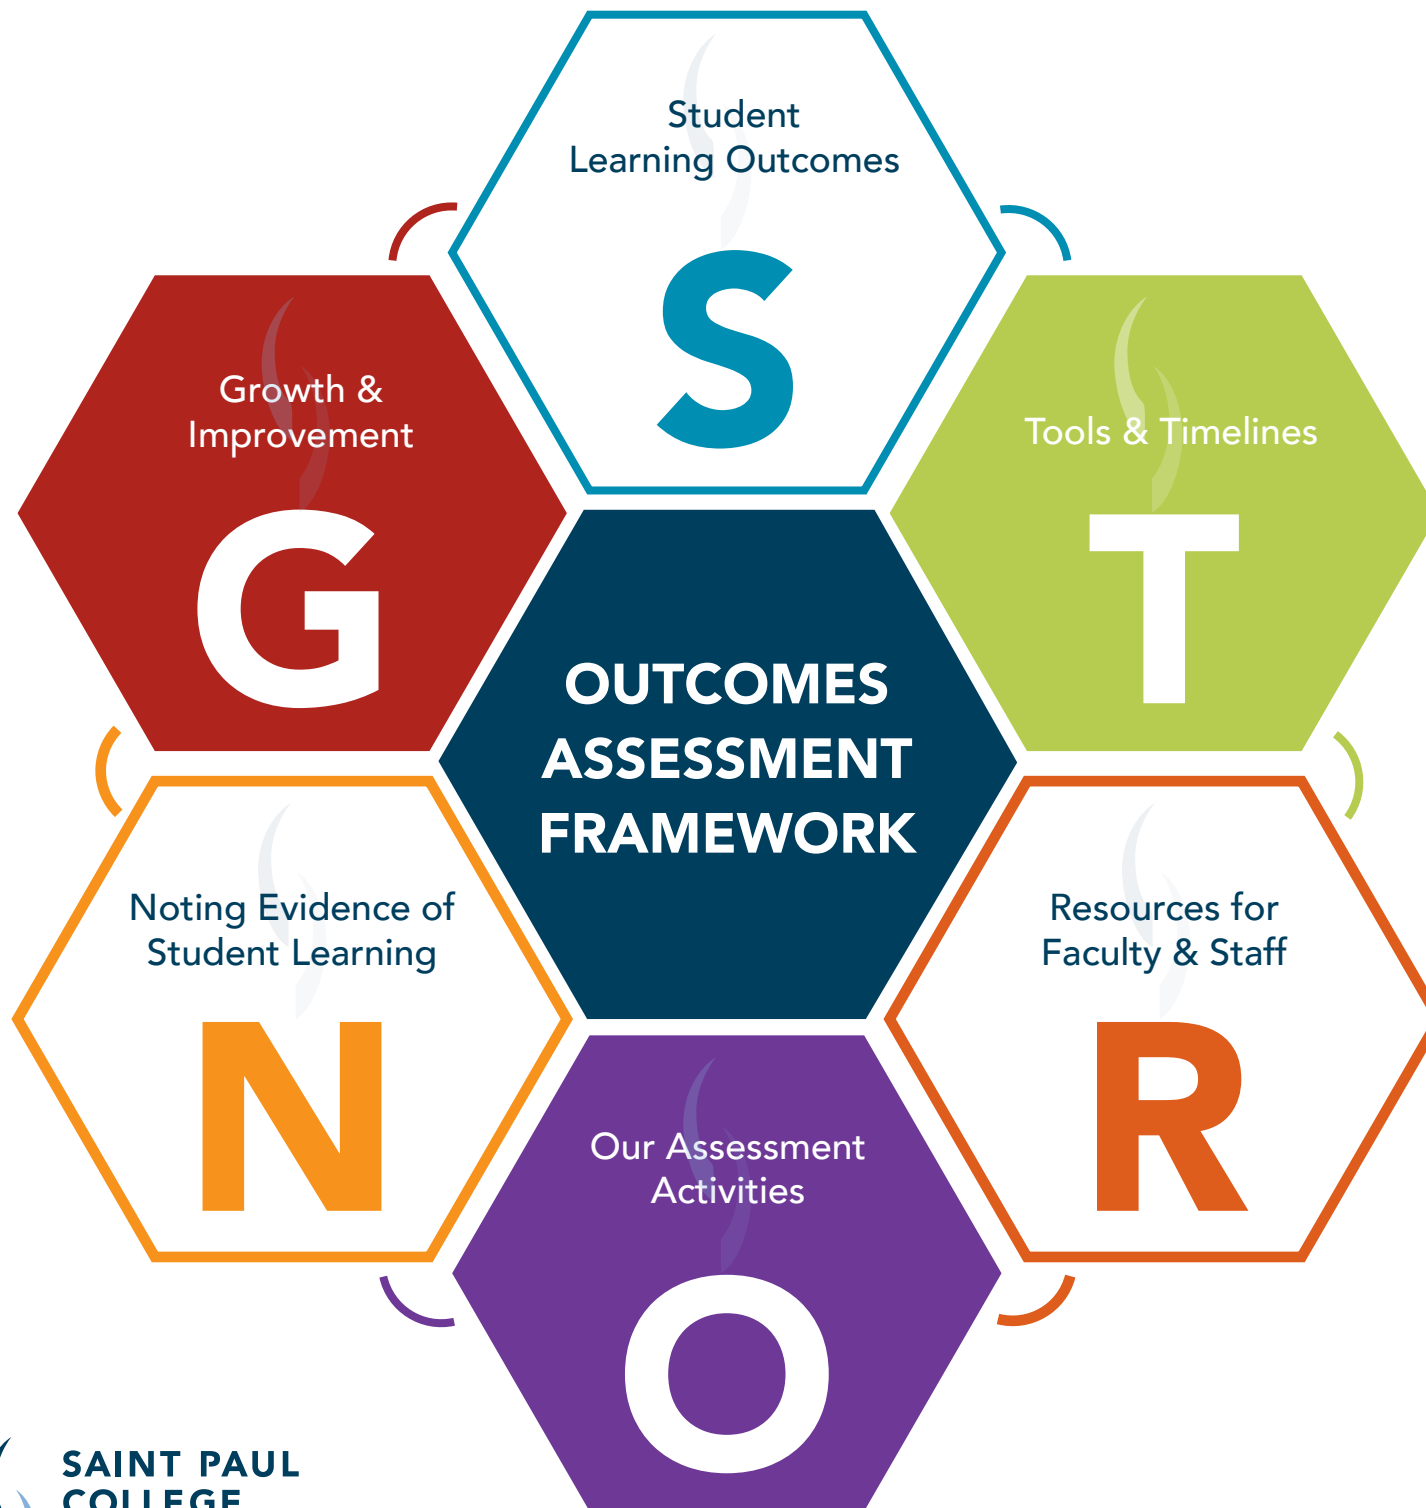 Student
Learning Outcomes
S
Tools & Timelines
T
Resources for
Faculty & Staff
R
Our Assessment
Activities
O
Noting Evidence of
Student Learning
N
Growth &
Improvement
G
OUTCOMES
ASSESSMENT
FRAMEWORK
SAINT PAUL
COLLEGE